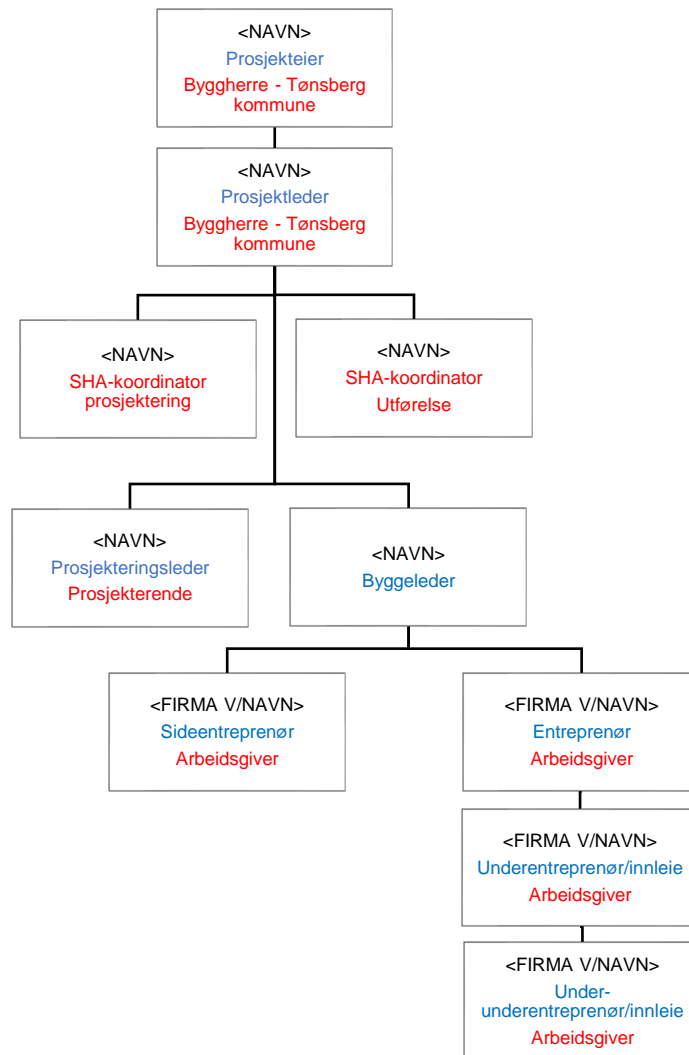 <NAVN>
Prosjekteier
Byggherre - Tønsberg
kommune
<NAVN>
Prosjektleder
Byggherre - Tønsberg
kommune
<NAVN>
SHA-koordinator
prosjektering
<NAVN>
SHA-koordinator
Utførelse
<NAVN>
Prosjekteringsleder
Prosjekterende
<NAVN>
Byggeleder
<FIRMA V/NAVN>
Sideentreprenør
Arbeidsgiver
<FIRMA V/NAVN>
Entreprenør
Arbeidsgiver
<FIRMA V/NAVN>
Underentreprenør/innleie
Arbeidsgiver
<FIRMA V/NAVN>
Under-
underentreprenør/innleie
Arbeidsgiver